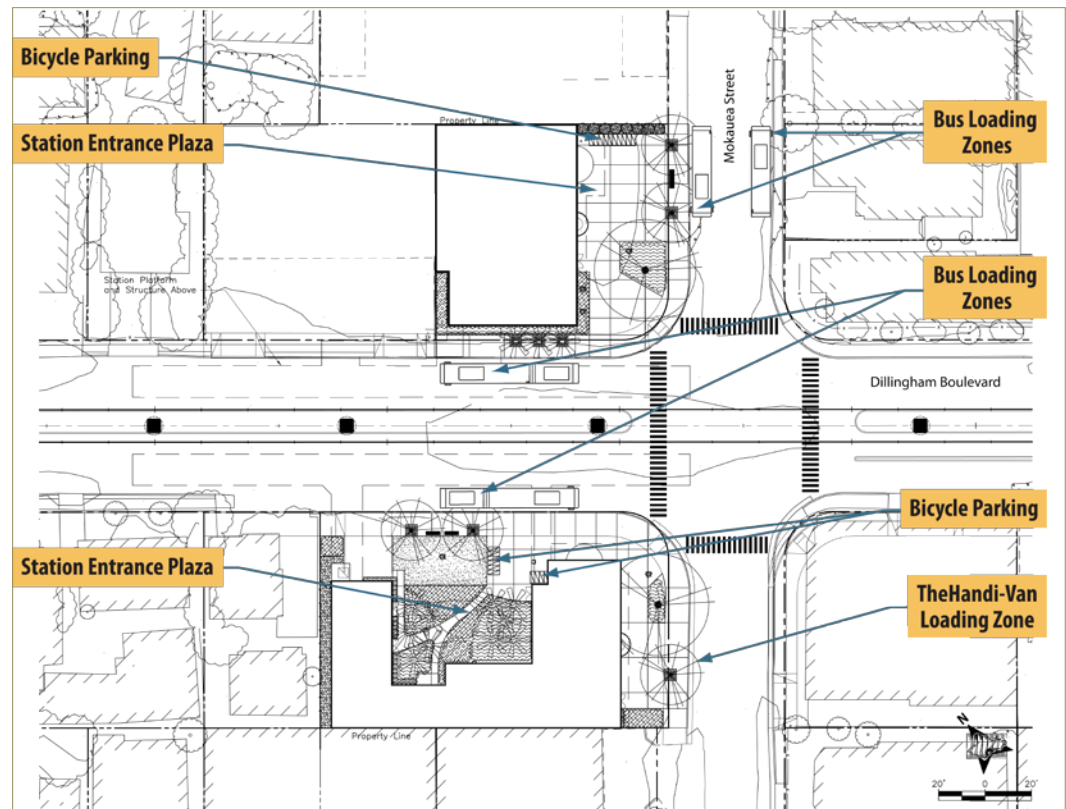 Bicycle Parking
Station Entrance Plaza
Property Line
Mokauea Street
Bus Loading
Zones
Station Platform
and Structure Above
Bus Loading
Zones
Dillingham Boulevard
Bicycle Parking
Station Entrance Plaza
TheHandi-Van
Loading Zone
Property Line
N
20' 0 20'